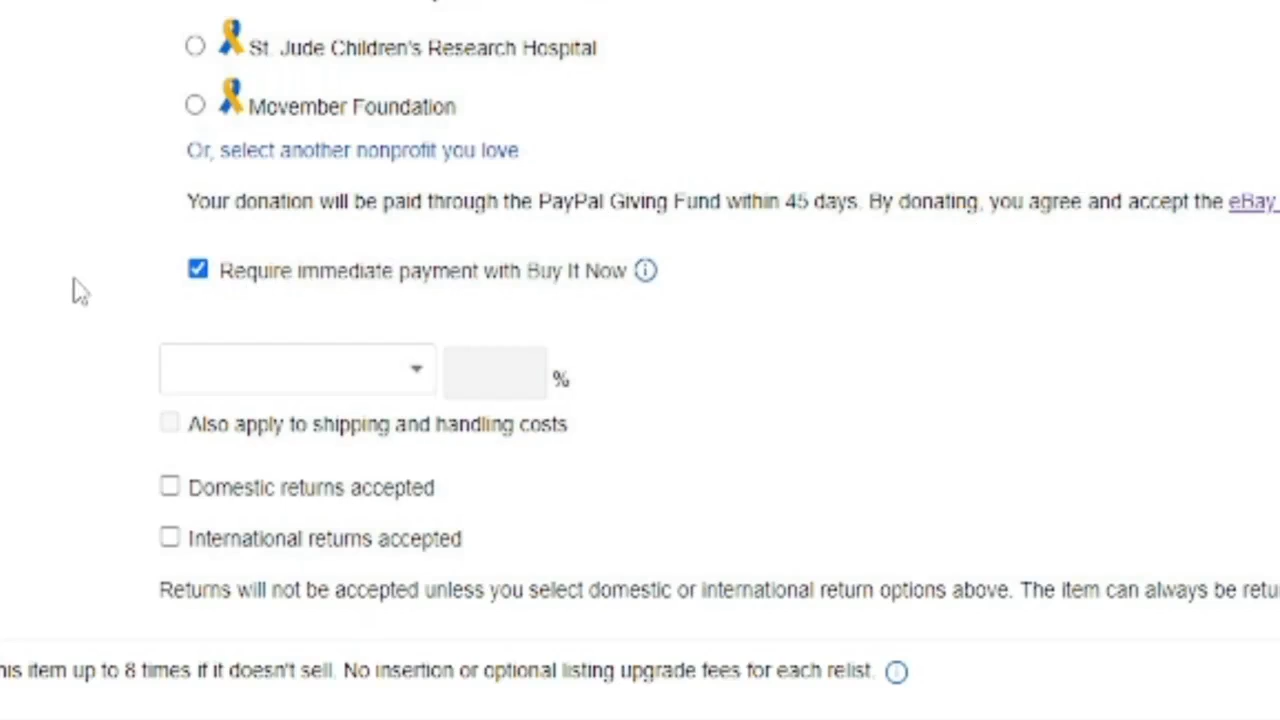 St. Jude Children's Research Hospital
Movember Foundation
Or, select another nonprofit you love
Your donation will be paid through the PayPal Giving Fund within 45 days. By donating, you agree and accept the eBay
Require immediate payment with Buy It Now
%
Also apply to shipping and handling costs
Domestic returns accepted
International returns accepted
Returns will not be accepted unless you select domestic or international return options above. The item can always be retu
his item up to 8 times if it doesn't sell. No insertion or optional listing upgrade fees for each relist.